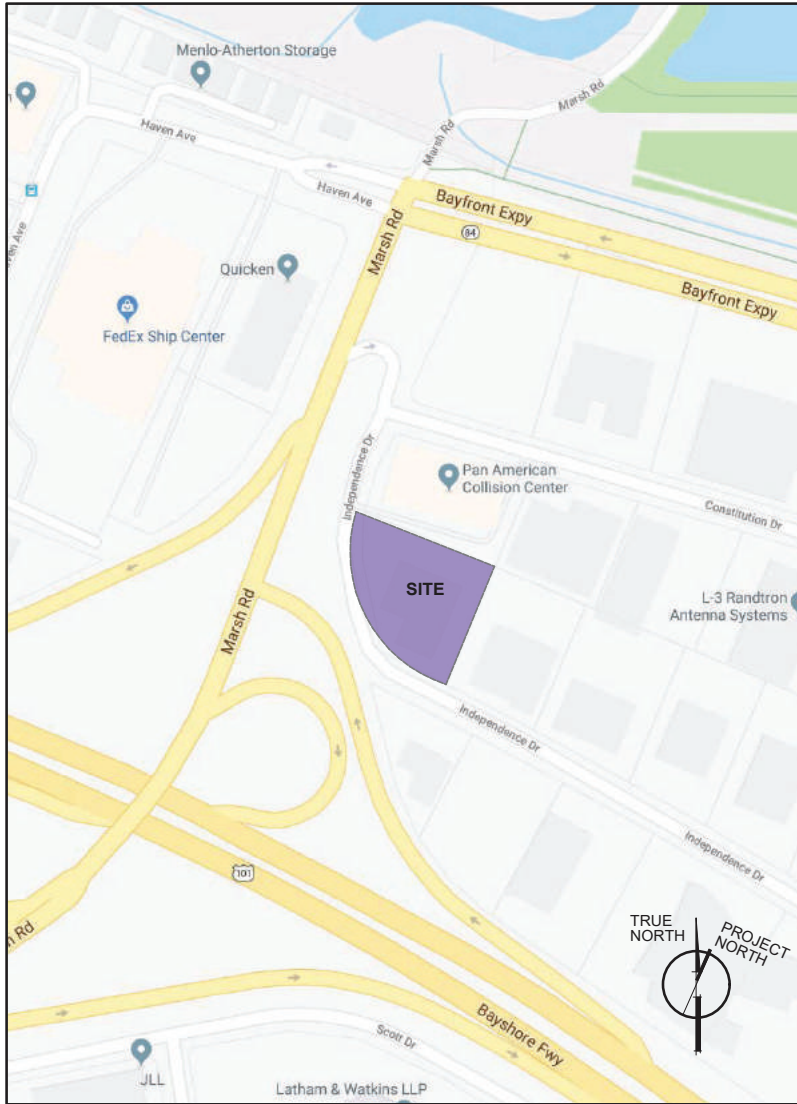 Menlo-Atherton Storage
Marsh Rd
Haven Ave
Marsh Rd
Haven Ave
Bayfront Expy
Marsh Rd
84
Quicken
Bayfront Expy
FedEx Ship Center
Independence Dr
Pan American
Collision Center
Constitution Dr
SITE
L-3 Randtron
Antenna Systems
Marsh Rd
Independence Dr
Independence Dr
101
TRUE
NORTH
PROJECT
NORTH
Bayshore Fwy
Scott Dr
JLL
Latham & Watkins LLP